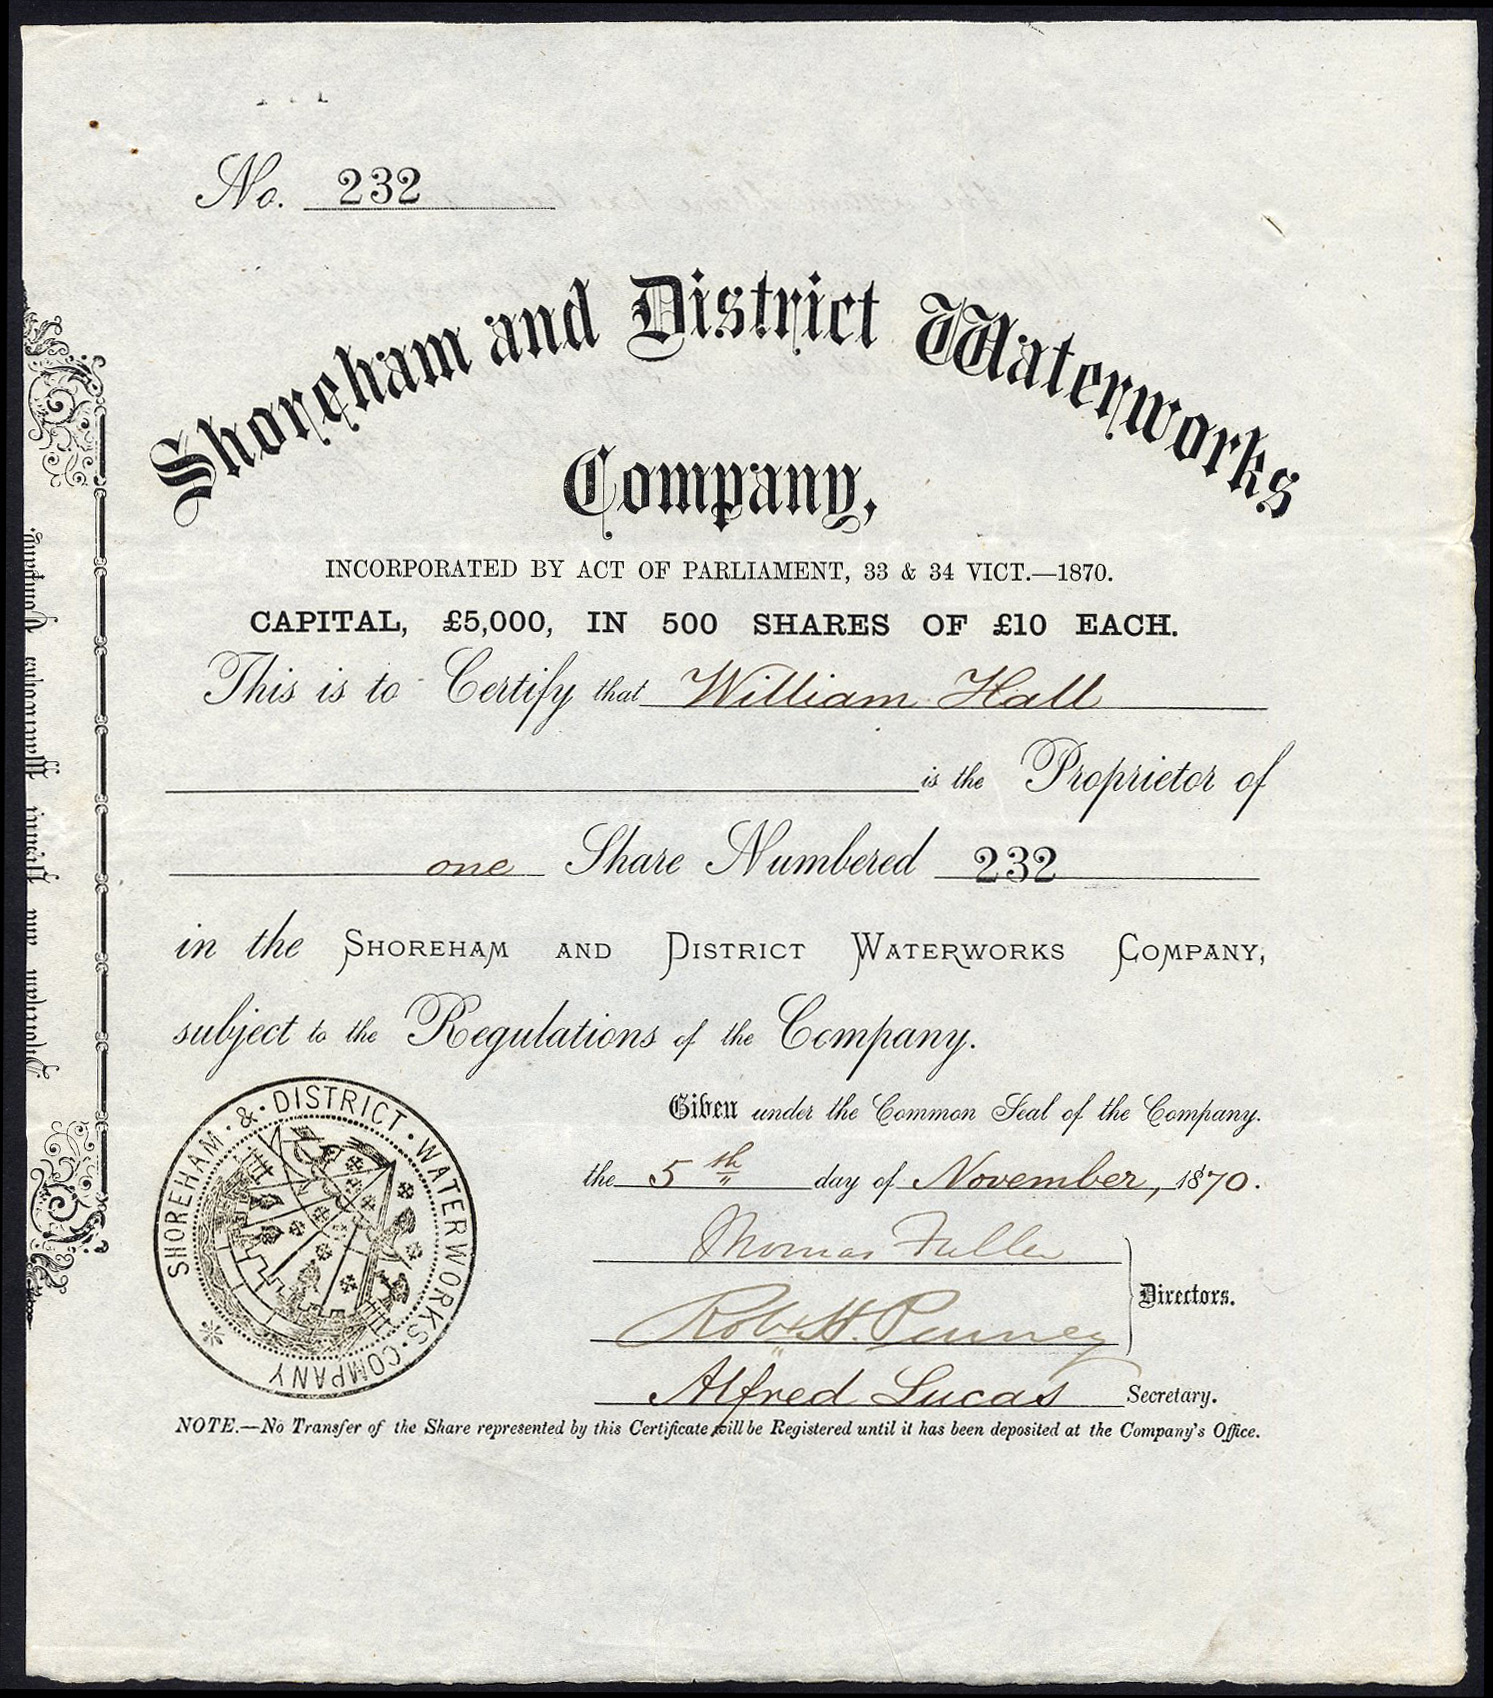 No. 232
Shoreham and District Waterworks
Company,
INCORPORATED BY ACT OF PARLIAMENT, 33 & 34 VICT.—1870.
CAPITAL, £5,000, IN 500 SHARES OF £10 EACH.
This is to Certify that William Hall
is the Proprietor of
one Share Numbered 232
in the SHOREHAM AND DISTRICT WATERWORKS COMPANY,
subject to the Regulations of the Company.
Given under the Common Seal of the Company.
the 5th day of November, 1870.
Thomas Fuller
Robt. H. Penney
Directors.
Alfred Lucas Secretary.
NOTE.—No Transfer of the Share represented by this Certificate will be Registered until it has been deposited at the Company's Office.
SHOREHAM · & · DISTRICT · WATERWORKS · COMPANY
Shoreham and District Waterworks Company.